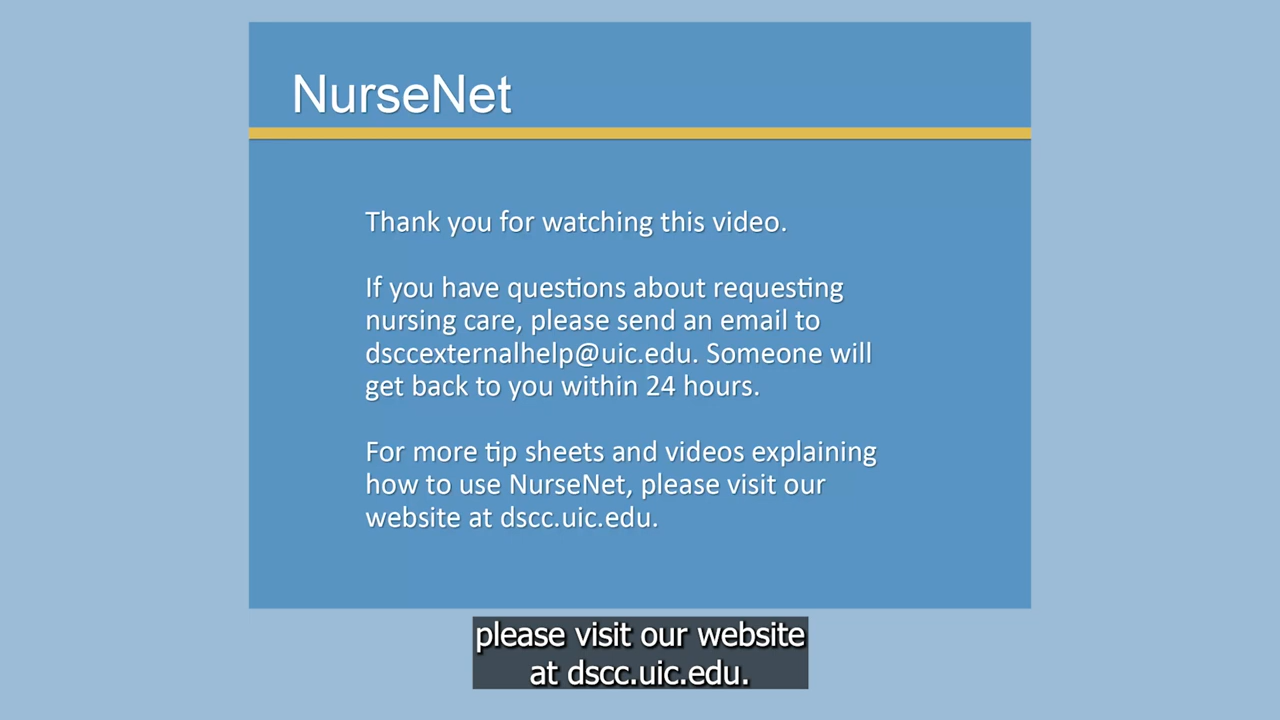 NurseNet
Thank you for watching this video.
If you have questions about requesting
nursing care, please send an email to
dsccexternalhelp@uic.edu. Someone will
get back to you within 24 hours.
For more tip sheets and videos explaining
how to use NurseNet, please visit our
website at dscc.uic.edu.
please visit our website
at dscc.uic.edu.